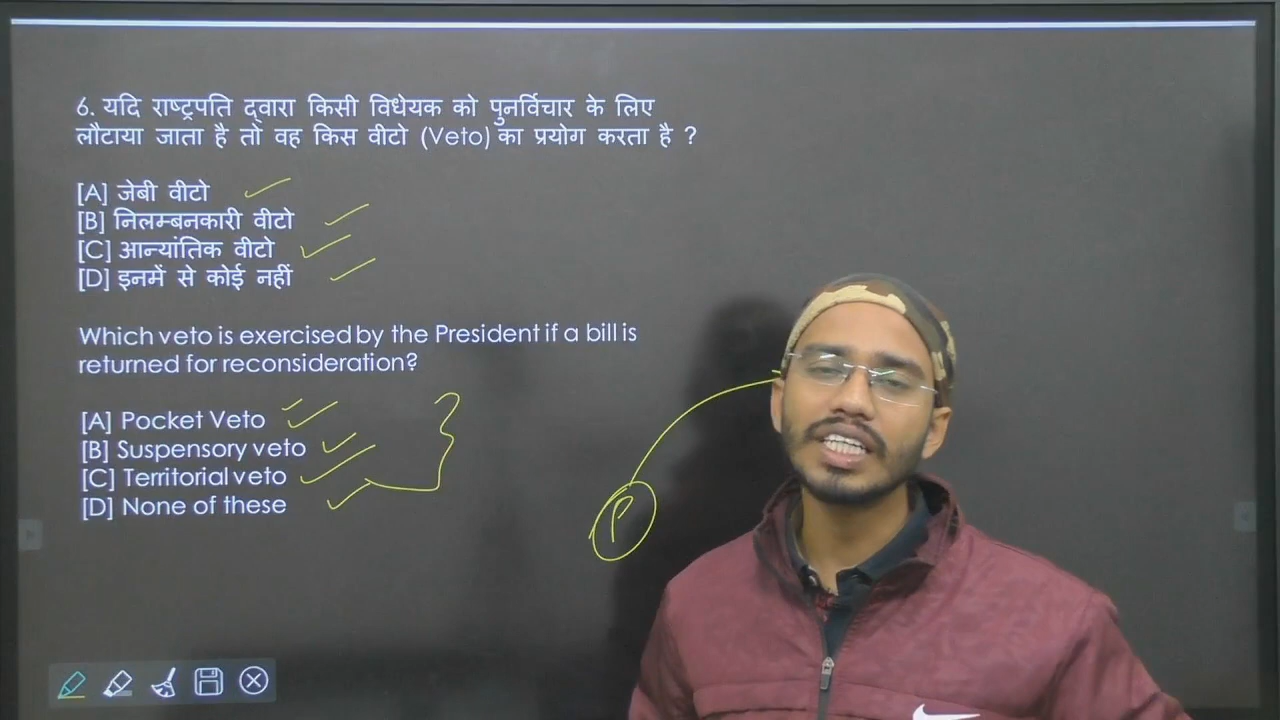 6. यदि राष्ट्रपति द्वारा किसी विधेयक को पुनर्विचार के लिए
लौटाया जाता है तो वह किस वीटो (Veto) का प्रयोग करता है ?
[A] जेबी वीटो
[B] निलम्बनकारी वीटो
[C] आन्यांतिक वीटो
[D] इनमें से कोई नहीं
Which veto is exercised by the President if a bill is
returned for reconsideration?
[A] Pocket Veto
[B] Suspensory veto
[C] Territorial veto
[D] None of these
P